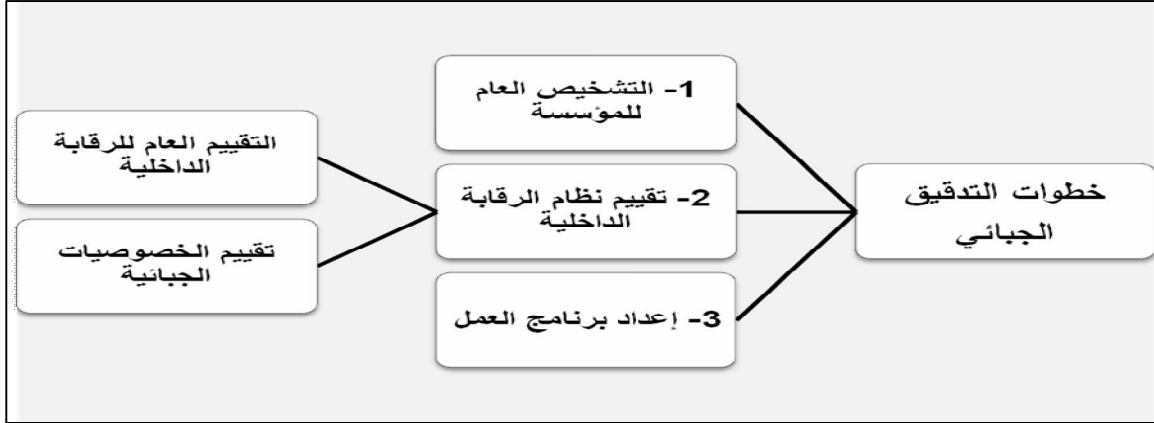 خطوات التدقيق
الجبائي
1- التشخيص العام
للمؤسسة
2- تقييم نظام الرقابة
الداخلية
3- إعداد برنامج العمل
التقييم العام للرقابة
الداخلية
تقييم الخصوصيات
الجبائية